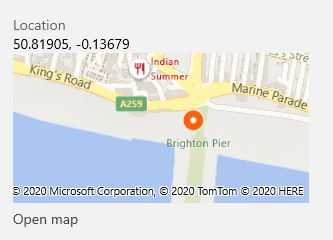 Location
50.81905, -0.13679
Indian
Summer
King's Road
A259
Marine Parade
Brighton Pier
© 2020 Microsoft Corporation, © 2020 TomTom © 2020 HERE
Open map